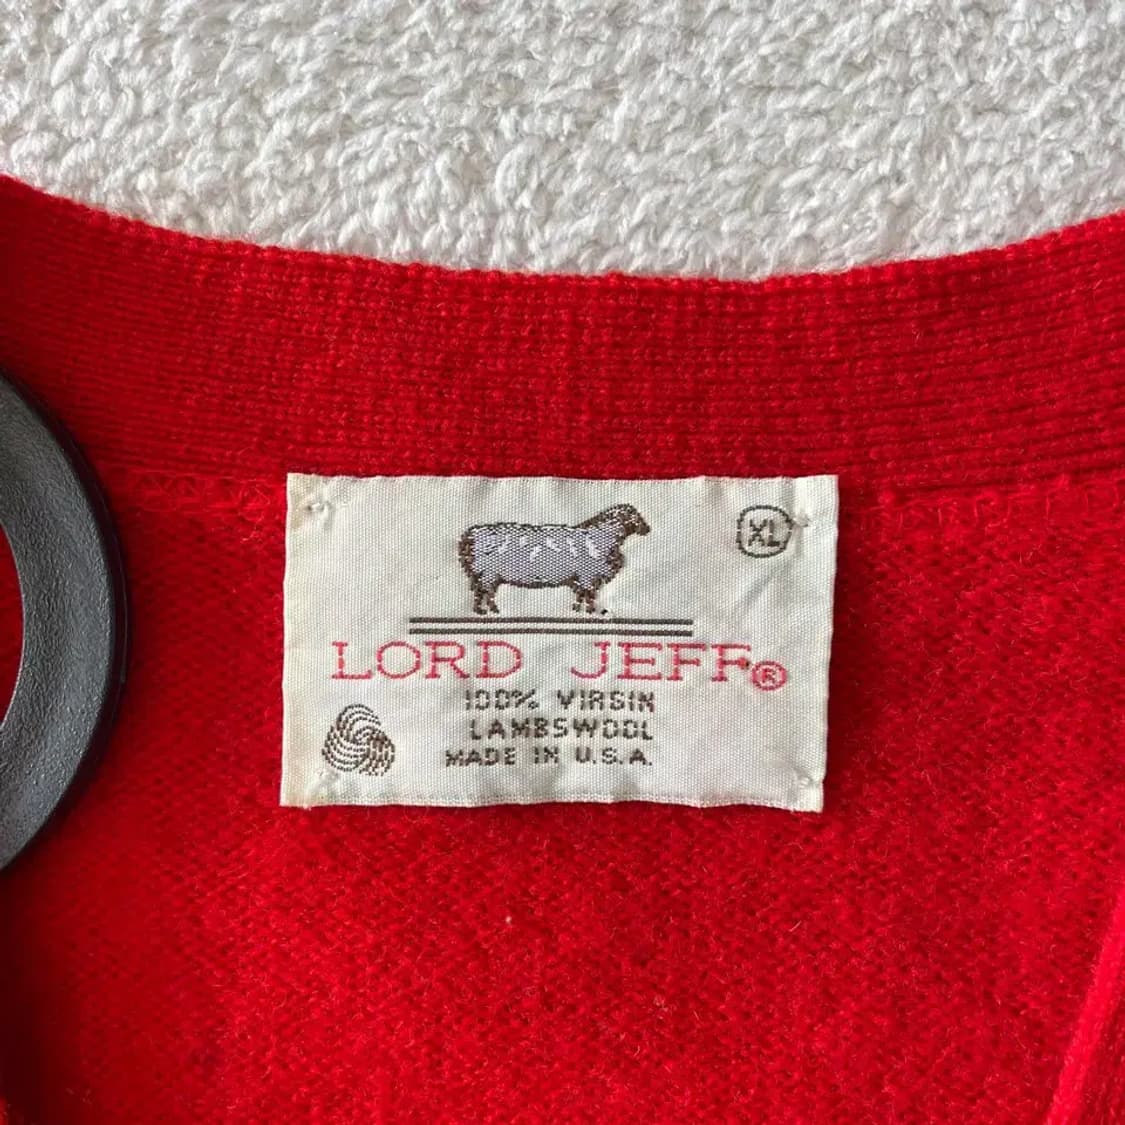 XL
LORD JEFF®
100% VIRGIN
LAMBSWOOL
MADE IN U.S.A.